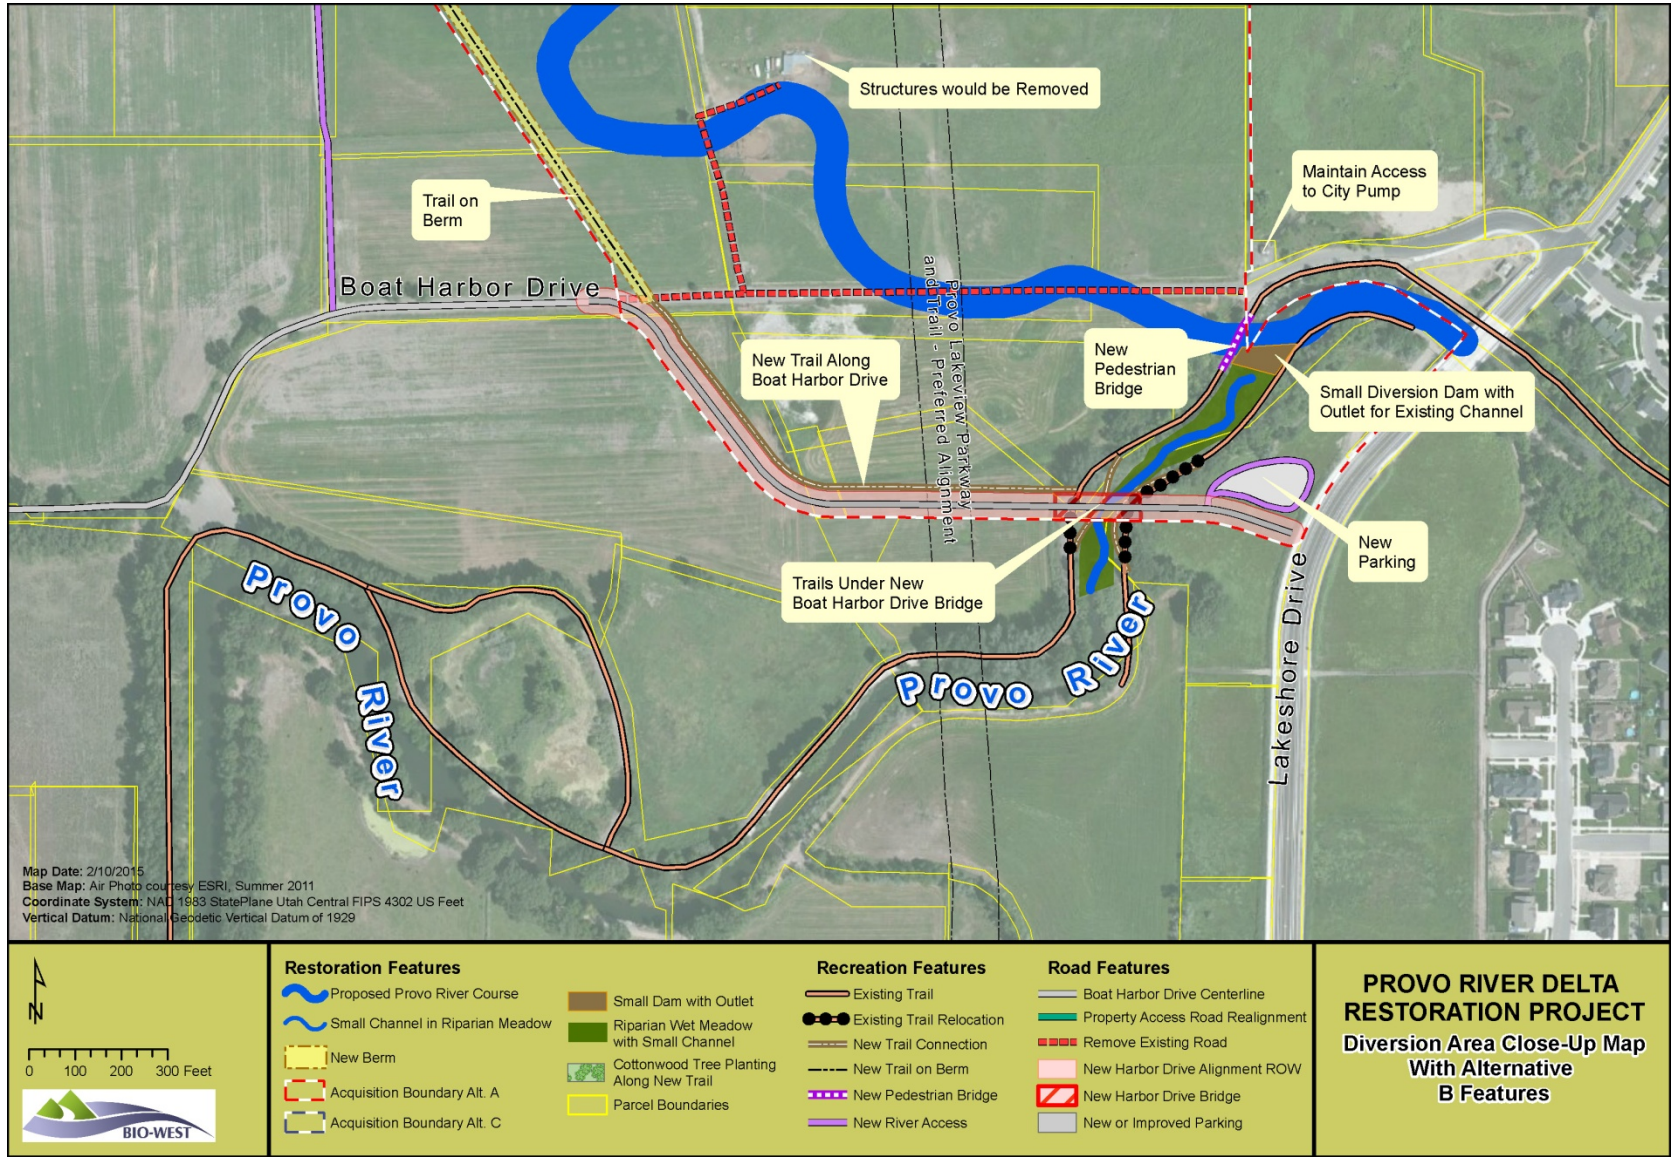 Structures would be Removed
Maintain Access
to City Pump
Trail on
Berm
Boat Harbor Drive
Provo Lakeview Parkway
and Trail - Preferred Alignment
New Trail Along
Boat Harbor Drive
New
Pedestrian
Bridge
Small Diversion Dam with
Outlet for Existing Channel
New
Parking
Trails Under New
Boat Harbor Drive Bridge
Provo River
Provo River
Lakeshore Drive
Map Date: 2/10/2015
Base Map: Air Photo courtesy ESRI, Summer 2011
Coordinate System: NAD 1983 StatePlane Utah Central FIPS 4302 US Feet
Vertical Datum: National Geodetic Vertical Datum of 1929
N
0 100 200 300 Feet
BIO-WEST
Restoration Features
Proposed Provo River Course
Small Channel in Riparian Meadow
New Berm
Acquisition Boundary Alt. A
Acquisition Boundary Alt. C
Small Dam with Outlet
Riparian Wet Meadow
with Small Channel
Cottonwood Tree Planting
Along New Trail
Parcel Boundaries
Recreation Features
Existing Trail
Existing Trail Relocation
New Trail Connection
New Trail on Berm
New Pedestrian Bridge
New River Access
Road Features
Boat Harbor Drive Centerline
Property Access Road Realignment
Remove Existing Road
New Harbor Drive Alignment ROW
New Harbor Drive Bridge
New or Improved Parking
PROVO RIVER DELTA
RESTORATION PROJECT
Diversion Area Close-Up Map
With Alternative
B Features